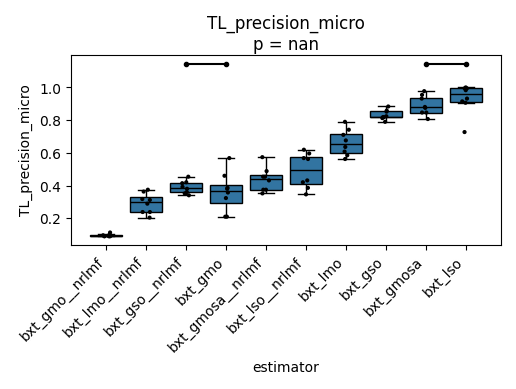 TL_precision_micro
p = nan
TL_precision_micro
1.0
0.8
0.6
0.4
0.2
bxt_gmo__nrlmf
bxt_lmo__nrlmf
bxt_gso__nrlmf
bxt_gmo
bxt_gmosa__nrlmf
bxt_lso__nrlmf
bxt_lmo
bxt_gso
bxt_gmosa
bxt_lso
estimator